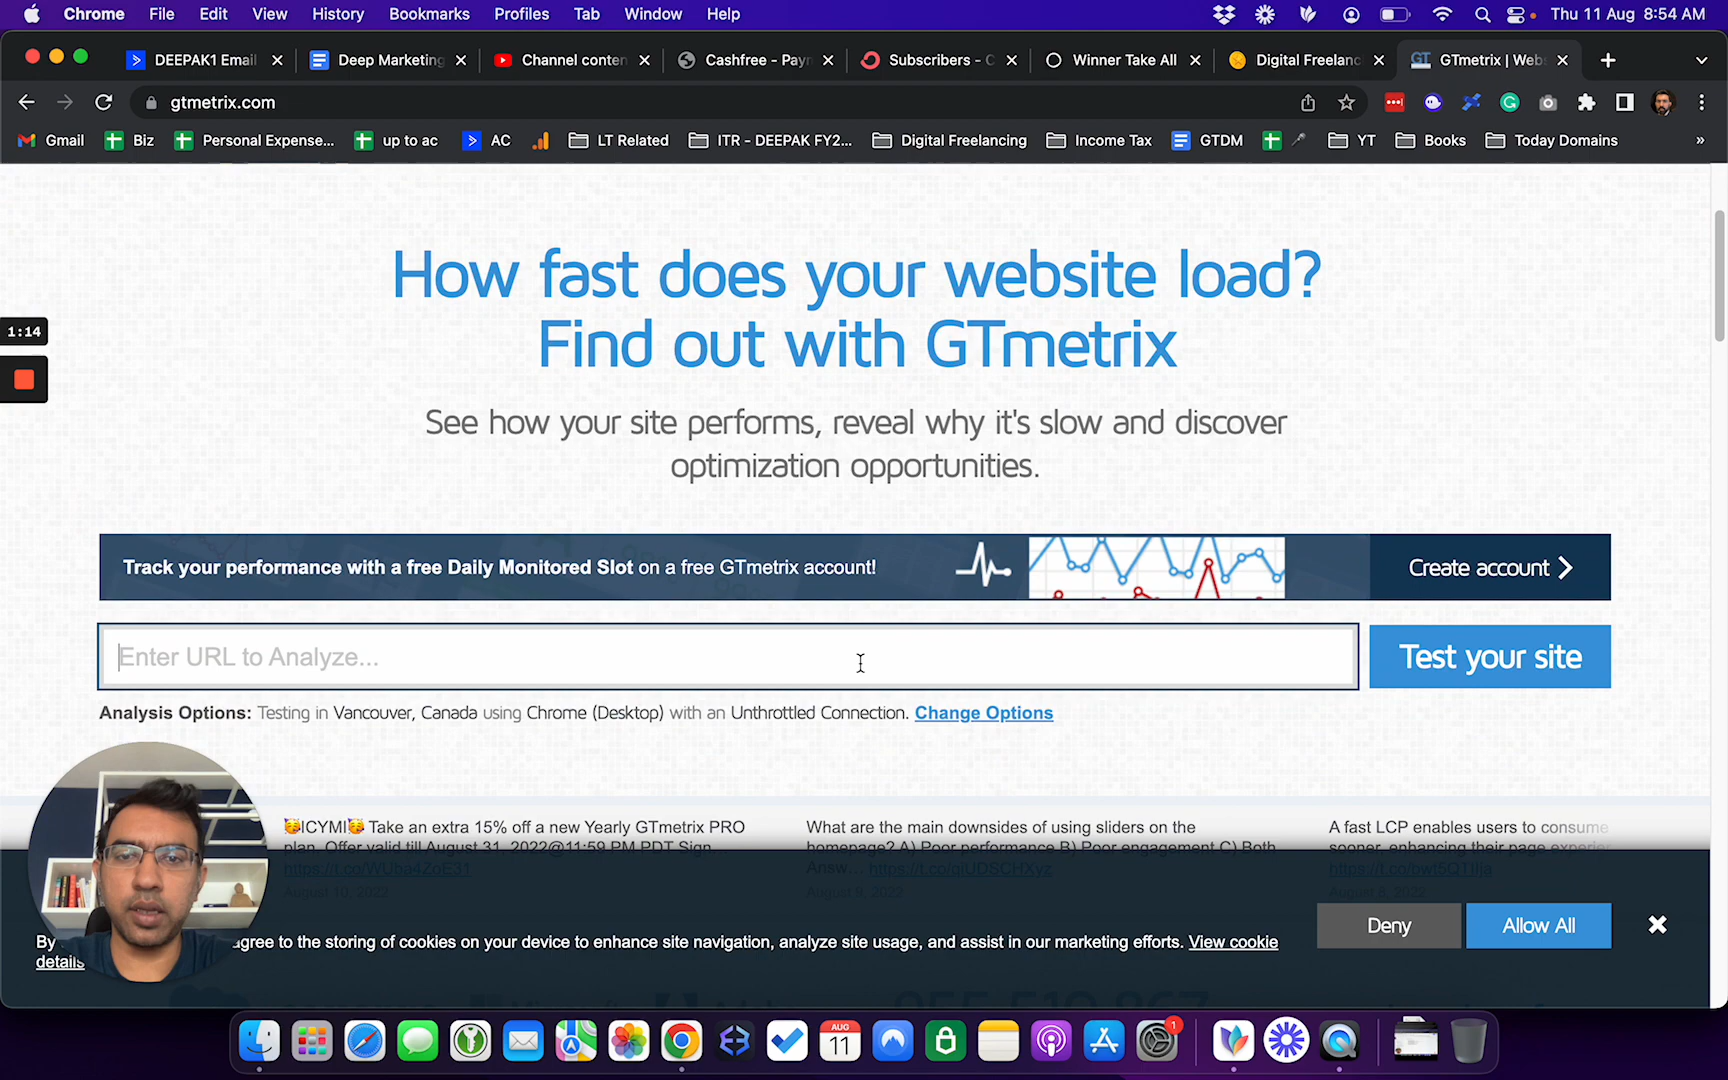 Chrome File Edit View History Bookmarks Profiles Tab Window Help Thu 11 Aug 8:54 AM
DEEPAK1 Email Deep Marketing Channel conten Cashfree - Payn Subscribers - C Winner Take All Digital Freelanc GTmetrix | Web
gtmetrix.com
Gmail Biz Personal Expense... up to ac AC LT Related ITR - DEEPAK FY2... Digital Freelancing Income Tax GTDM YT Books Today Domains »
How fast does your website load?
Find out with GTmetrix
1:14
See how your site performs, reveal why it's slow and discover
optimization opportunities.
Track your performance with a free Daily Monitored Slot on a free GTmetrix account! Create account
Enter URL to Analyze... Test your site
Analysis Options: Testing in Vancouver, Canada using Chrome (Desktop) with an Unthrottled Connection. Change Options
🥳ICYMI🥳 Take an extra 15% off a new Yearly GTmetrix PRO
plan. Offer valid till August 31, 2022@11:59 PM PDT Sign
https://t.co/WUba4ZoE31
August 10, 2022
What are the main downsides of using sliders on the
homepage? A) Poor performance B) Poor engagement C) Both
Answ... https://t.co/qlUDSCHXyz
August 9, 2022
A fast LCP enables users to consume
sooner, enhancing their page experie
https://t.co/bwt5QTIlja
August 8, 2022
Deny Allow All
By agree to the storing of cookies on your device to enhance site navigation, analyze site usage, and assist in our marketing efforts. View cookie
details
AUG
11
1